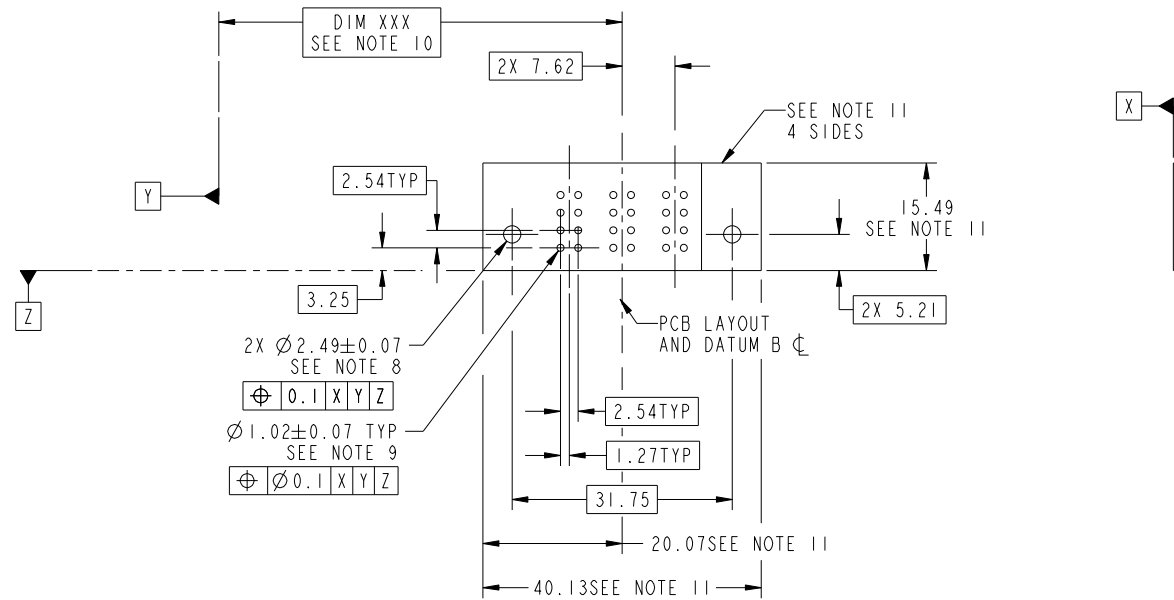 DIM XXX
SEE NOTE 10
2X 7.62
SEE NOTE 11
4 SIDES
X
2.54TYP
Y
15.49
SEE NOTE 11
3.25
2X 5.21
Z
PCB LAYOUT
AND DATUM B ℄
2X Ø2.49±0.07
SEE NOTE 8
⌖ 0.1 X Y Z
2.54TYP
Ø1.02±0.07 TYP
SEE NOTE 9
1.27TYP
⌖ Ø0.1 X Y Z
31.75
20.07SEE NOTE 11
40.13SEE NOTE 11